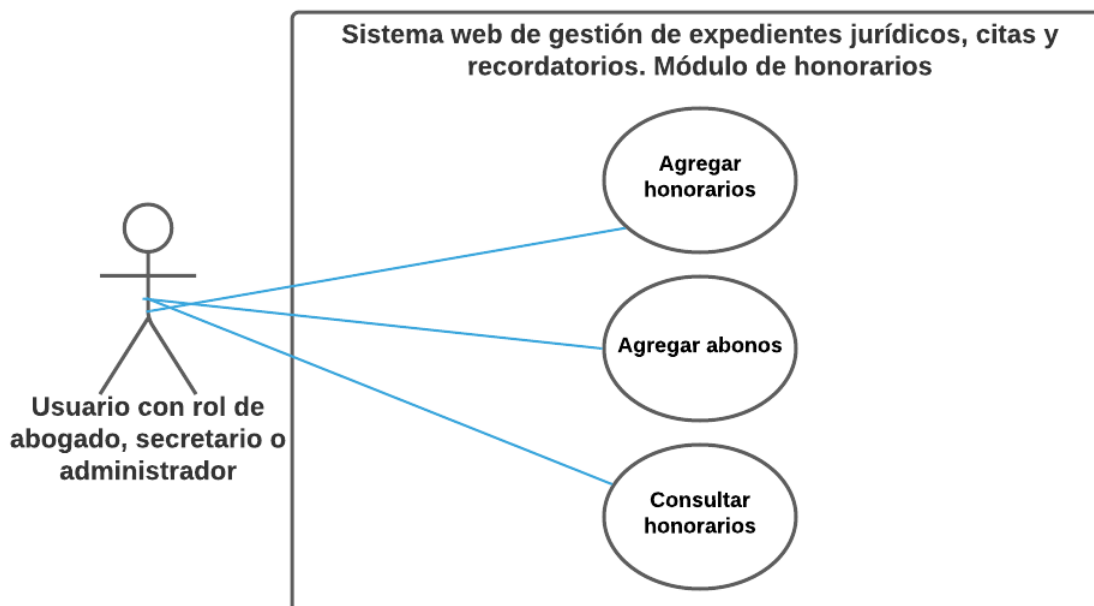 Sistema web de gestión de expedientes jurídicos, citas y
recordatorios. Módulo de honorarios
Agregar
honorarios
Agregar abonos
Consultar
honorarios
Usuario con rol de
abogado, secretario o
administrador